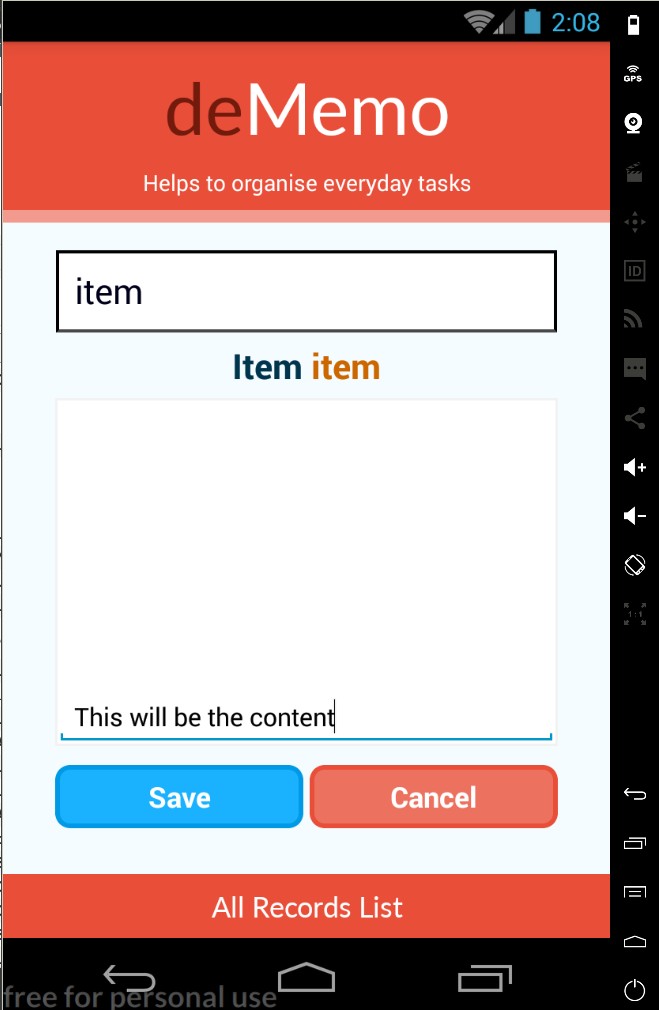 2:08
GPS
deMemo
Helps to organise everyday tasks
ID
item
Item item
1:1
This will be the content
Save Cancel
All Records List
free for personal use